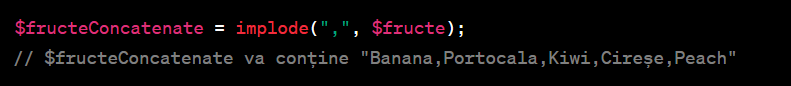 $fructeConcatenate = implode(",", $fructe);
// $fructeConcatenate va conține "Banana,Portocala,Kiwi,Cireșe,Peach"